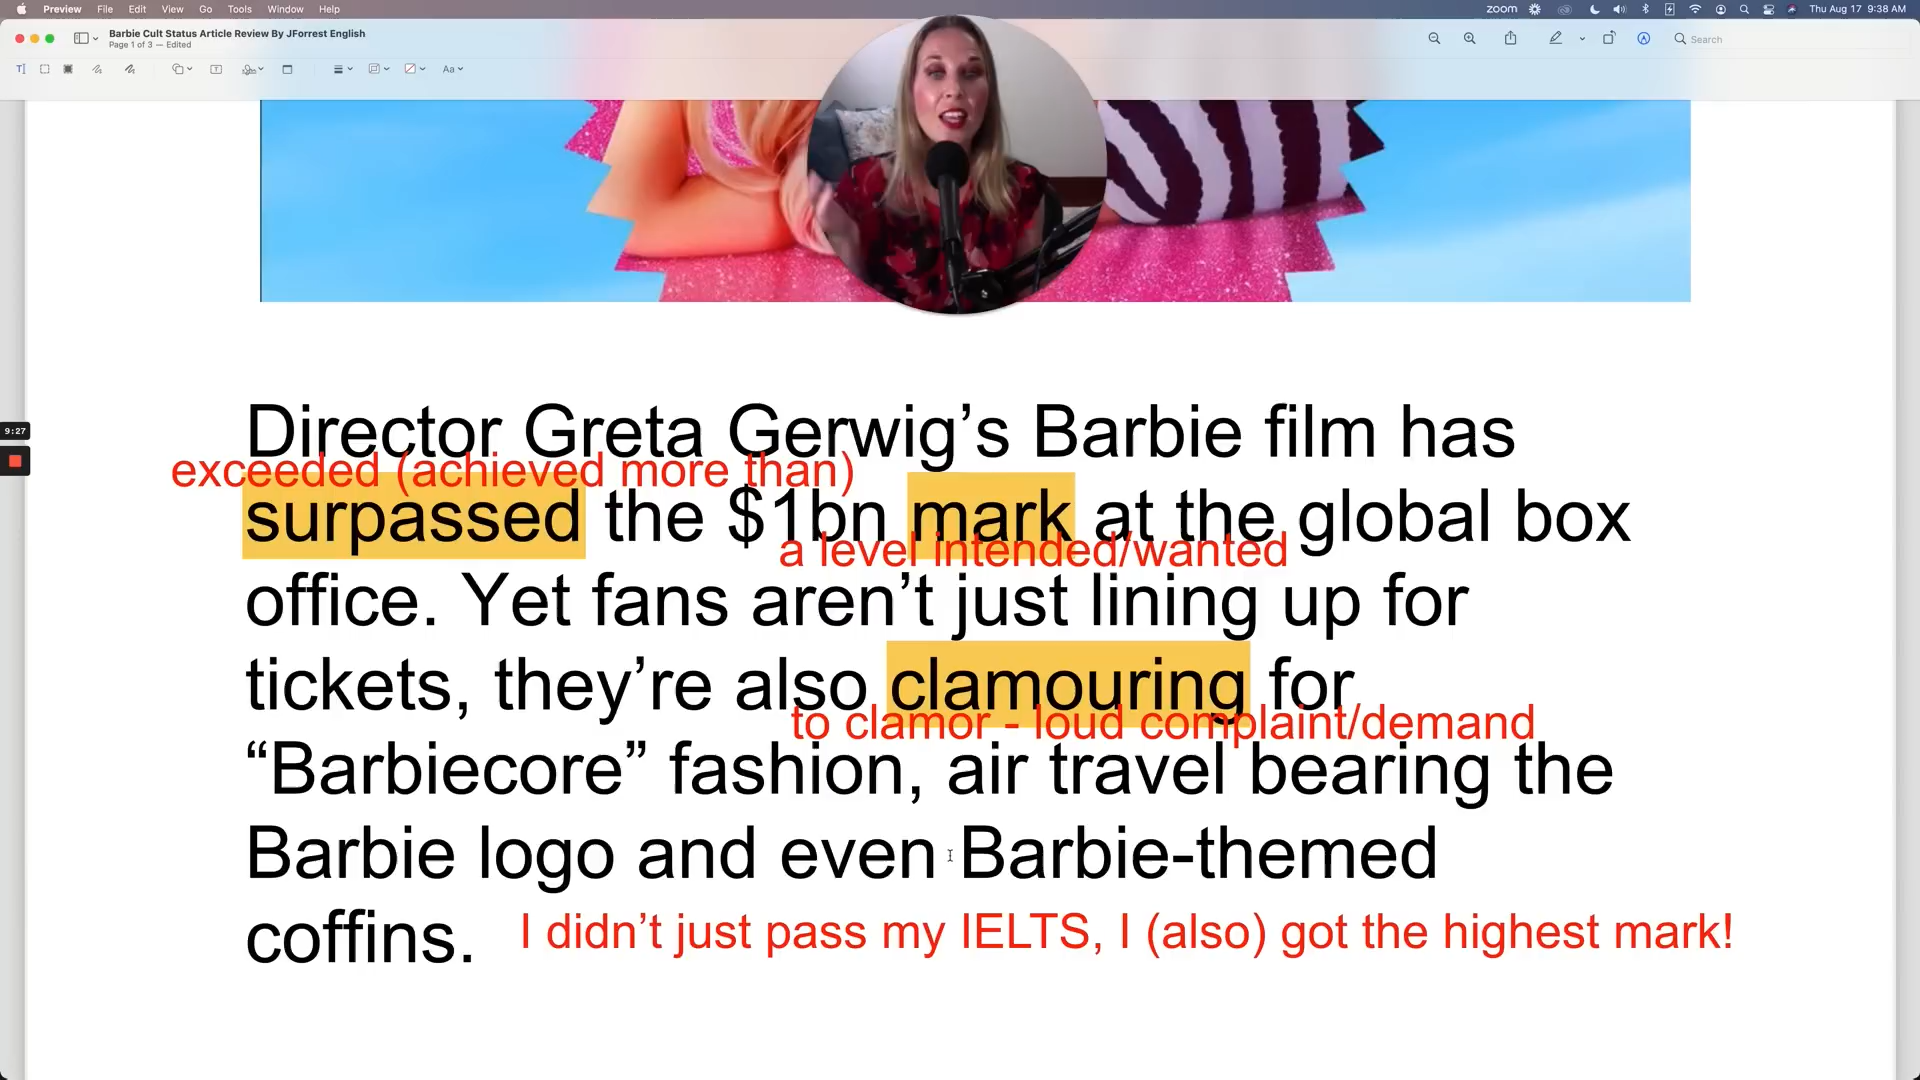 Preview File Edit View Go Tools Window Help
zoom
Thu Aug 17 9:38 AM
Barbie Cult Status Article Review By JForrest English
Page 1 of 3 — Edited
Search
Aa
9:27
Director Greta Gerwig’s Barbie film has
exceeded (achieved more than)
surpassed the $1bn mark at the global box
a level intended/wanted
office. Yet fans aren’t just lining up for
tickets, they’re also clamouring for
to clamor - loud complaint/demand
“Barbiecore” fashion, air travel bearing the
Barbie logo and even Barbie-themed
coffins.
I didn’t just pass my IELTS, I (also) got the highest mark!